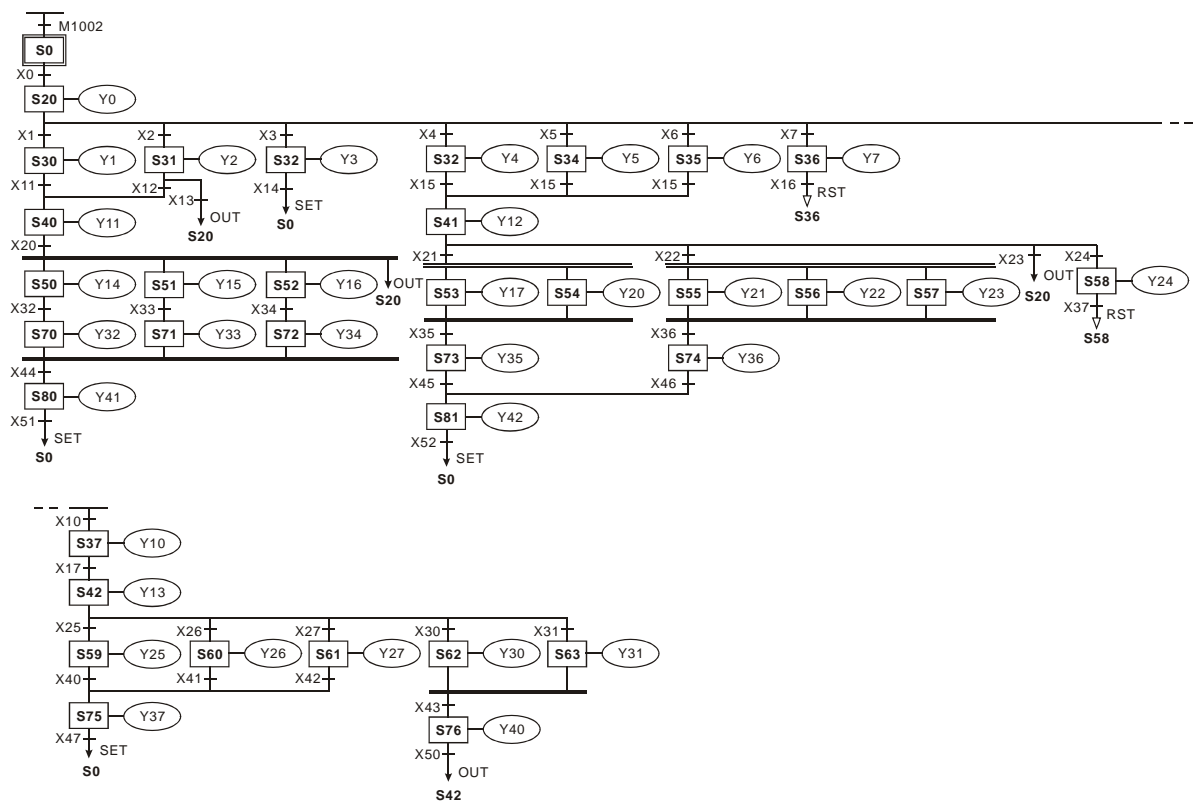 M1002
S0
X0
S20 Y0
X1 X2 X3 X4 X5 X6 X7
S30 Y1 S31 Y2 S32 Y3 S32 Y4 S34 Y5 S35 Y6 S36 Y7
X11 X12 X13 X14 X15 X15 X15 X16
OUT SET RST
S20 S0 S36
S40 Y11 S41 Y12
X20 X21 X22 X23 X24
OUT OUT
S50 Y14 S51 Y15 S52 Y16 S20 S53 Y17 S54 Y20 S55 Y21 S56 Y22 S57 Y23 S20 S58 Y24
X32 X33 X34 X37 RST
S58
S70 Y32 S71 Y33 S72 Y34 X35 X36
S73 Y35 S74 Y36
X44 X45 X46
S80 Y41 S81 Y42
X51 SET X52 SET
S0 S0
X10
S37 Y10
X17
S42 Y13
X25 X26 X27 X30 X31
S59 Y25 S60 Y26 S61 Y27 S62 Y30 S63 Y31
X40 X41 X42
X43
S75 Y37 S76 Y40
X47 SET X50 OUT
S0 S42